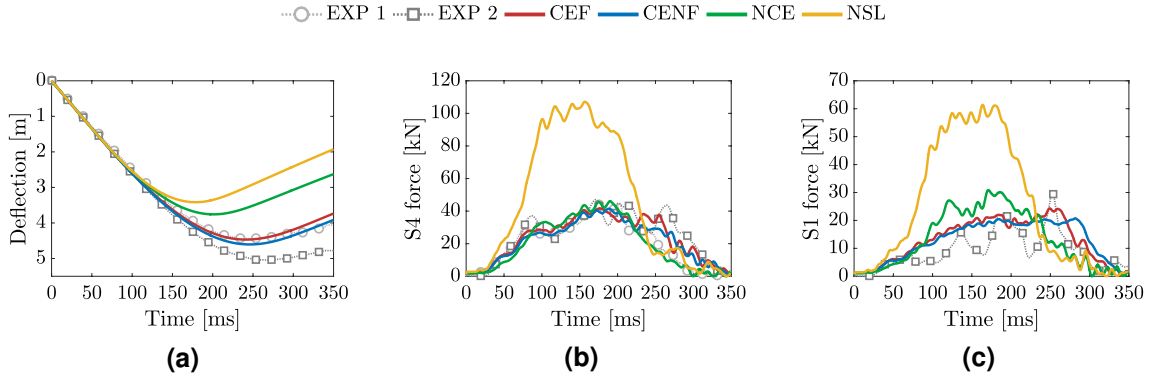 EXP 1 EXP 2 CEF CENF NCE NSL
0
1
2
3
4
5
Deflection [m]
0 50 100 150 200 250 300 350
Time [ms]
(a)
120
100
80
60
40
20
0
S4 force [kN]
0 50 100 150 200 250 300 350
Time [ms]
(b)
70
60
50
40
30
20
10
0
S1 force [kN]
0 50 100 150 200 250 300 350
Time [ms]
(c)